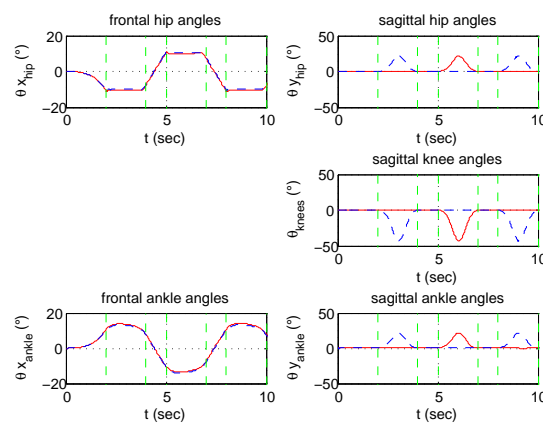 frontal hip angles
20
0
−20
θ x_hip (°)
0 5 10
t (sec)
sagittal hip angles
50
0
−50
θ y_hip (°)
0 5 10
t (sec)
sagittal knee angles
50
0
−50
θ_knees (°)
0 5 10
t (sec)
frontal ankle angles
20
0
−20
θ x_ankle (°)
0 5 10
t (sec)
sagittal ankle angles
50
0
50
θ y_ankle (°)
0 5 10
t (sec)